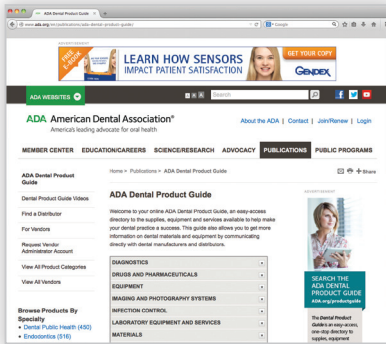 ADA Dental Product Guide
www.ada.org/en/publications/ada-dental-product-guide/
Google
ADVERTISEMENT
FREE
E-BOOK
LEARN HOW SENSORS
IMPACT PATIENT SATISFACTION
GET YOUR COPY
GENDEX
ADA WEBSITES
A A A
Search
ADA American Dental Association®
America's leading advocate for oral health
About the ADA | Contact | Join/Renew | Login
MEMBER CENTER EDUCATION/CAREERS SCIENCE/RESEARCH ADVOCACY PUBLICATIONS PUBLIC PROGRAMS
Home » Publications » ADA Dental Product Guide
Share
ADA Dental Product
Guide
Dental Product Guide Videos
Find a Distributor
For Vendors
Request Vendor
Administrator Account
View All Product Categories
View All Vendors
Browse Products By
Specialty
• Dental Public Health (450)
• Endodontics (516)
ADA Dental Product Guide
Welcome to your online ADA Dental Product Guide, an easy-access
directory to the supplies, equipment and services available to help make
your dental practice a success. This guide also allows you to get more
information on dental materials and equipment by communicating
directly with dental manufacturers and distributors.
DIAGNOSTICS
DRUGS AND PHARMACEUTICALS
EQUIPMENT
IMAGING AND PHOTOGRAPHY SYSTEMS
INFECTION CONTROL
LABORATORY EQUIPMENT AND SERVICES
MATERIALS
ADVERTISEMENT
SEARCH THE
ADA DENTAL
PRODUCT GUIDE
ADA.org/productguide
The Dental Product
Guide is an easy-access,
one-stop directory to
supplies, equipment